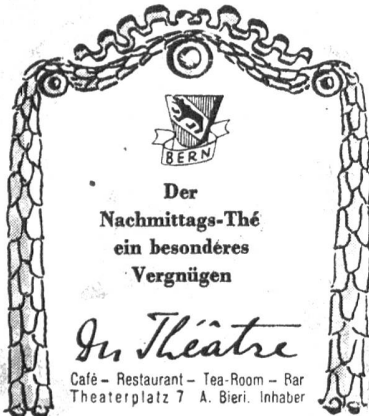 BERN
Der
Nachmittags-Thé
ein besonderes
Vergnügen
Du Théâtre
Café – Restaurant – Tea-Room – Bar
Theaterplatz 7 A. Bieri, Inhaber